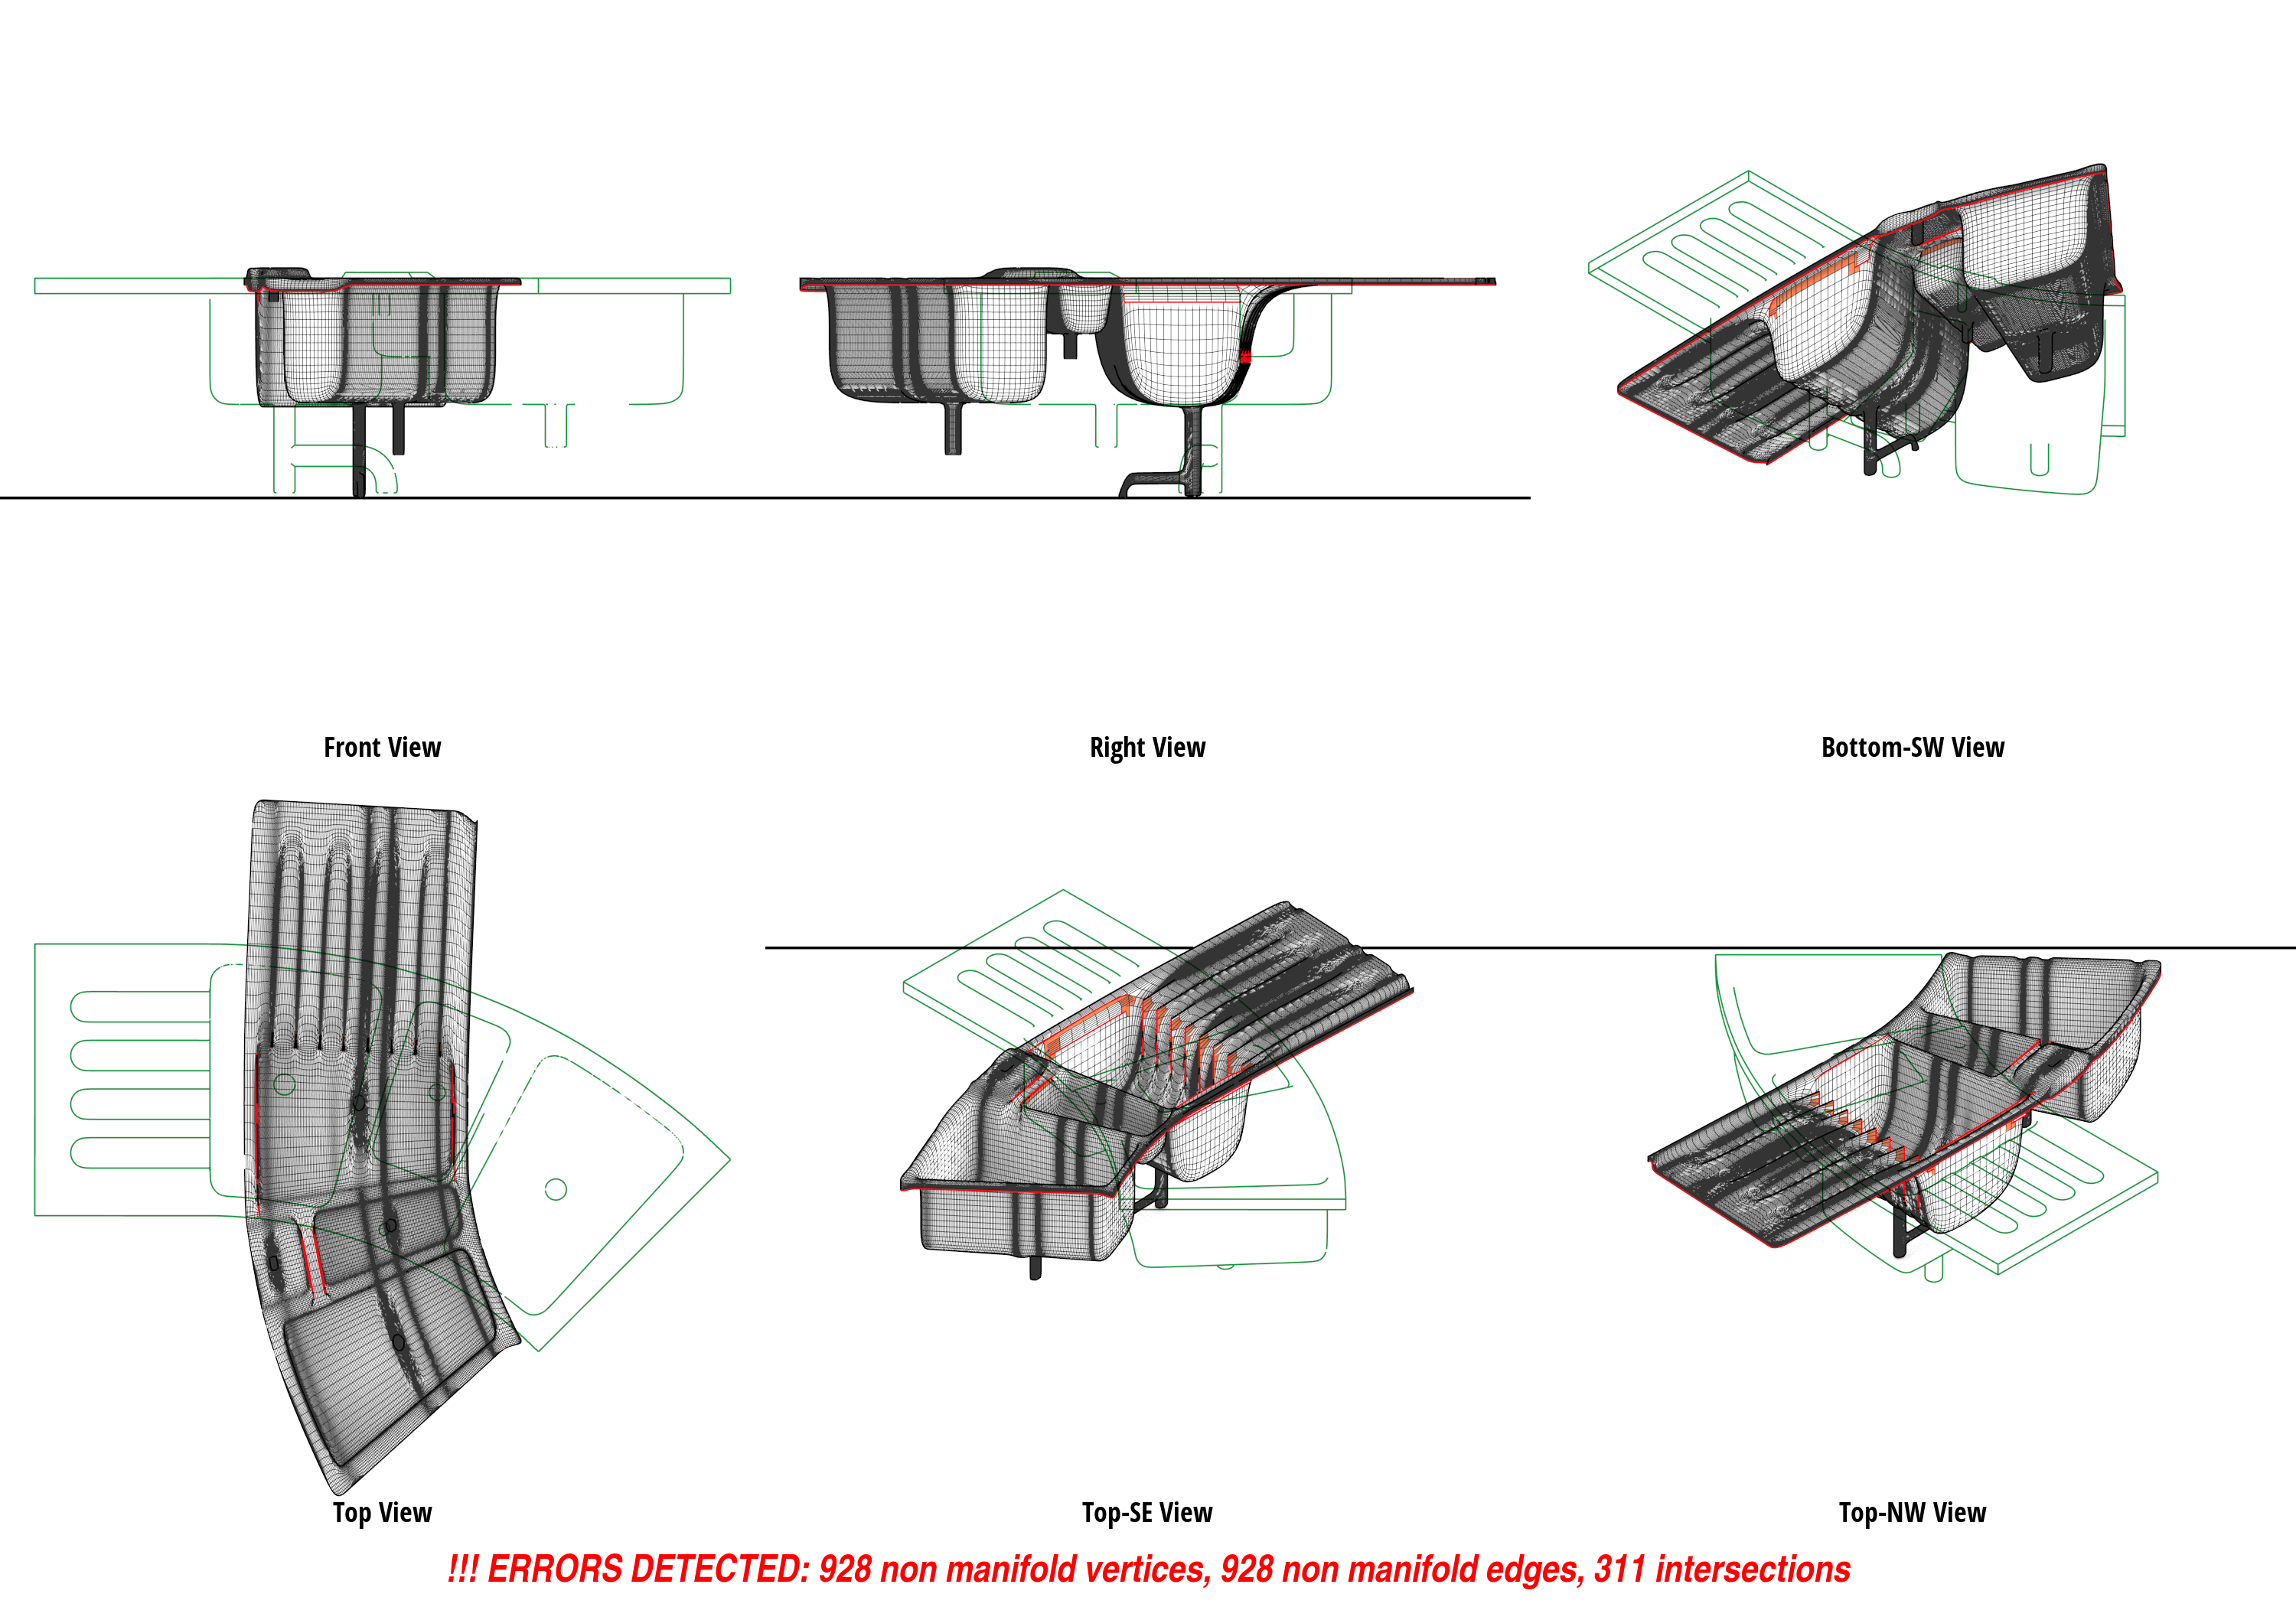 Front View
Right View
Bottom-SW View
Top View
Top-SE View
Top-NW View
!!! ERRORS DETECTED: 928 non manifold vertices, 928 non manifold edges, 311 intersections